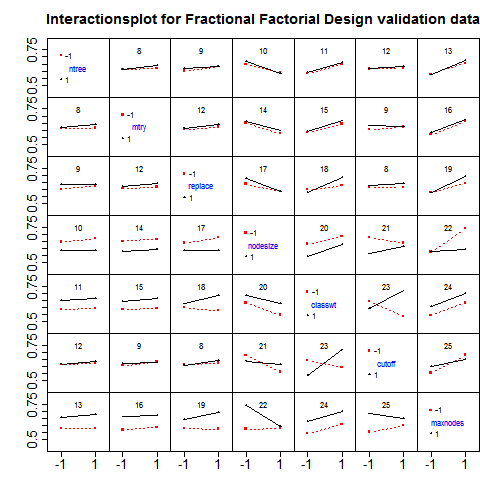 Interactionsplot for Fractional Factorial Design validation data
0.5 0.75 -1 ntree 1 8 9 10 11 12 13
0.5 0.75 8 -1 mtry 1 12 14 15 9 16
0.5 0.75 9 12 -1 replace 1 17 18 8 19
0.5 0.75 10 14 17 -1 nodesize 1 20 21 22
0.5 0.75 11 15 18 20 -1 classwt 1 23 24
0.5 0.75 12 9 8 21 23 -1 cutoff 1 25
0.5 0.75 13 16 19 22 24 25 -1 maxnodes 1
-1 1 -1 1 -1 1 -1 1 -1 1 -1 1 -1 1